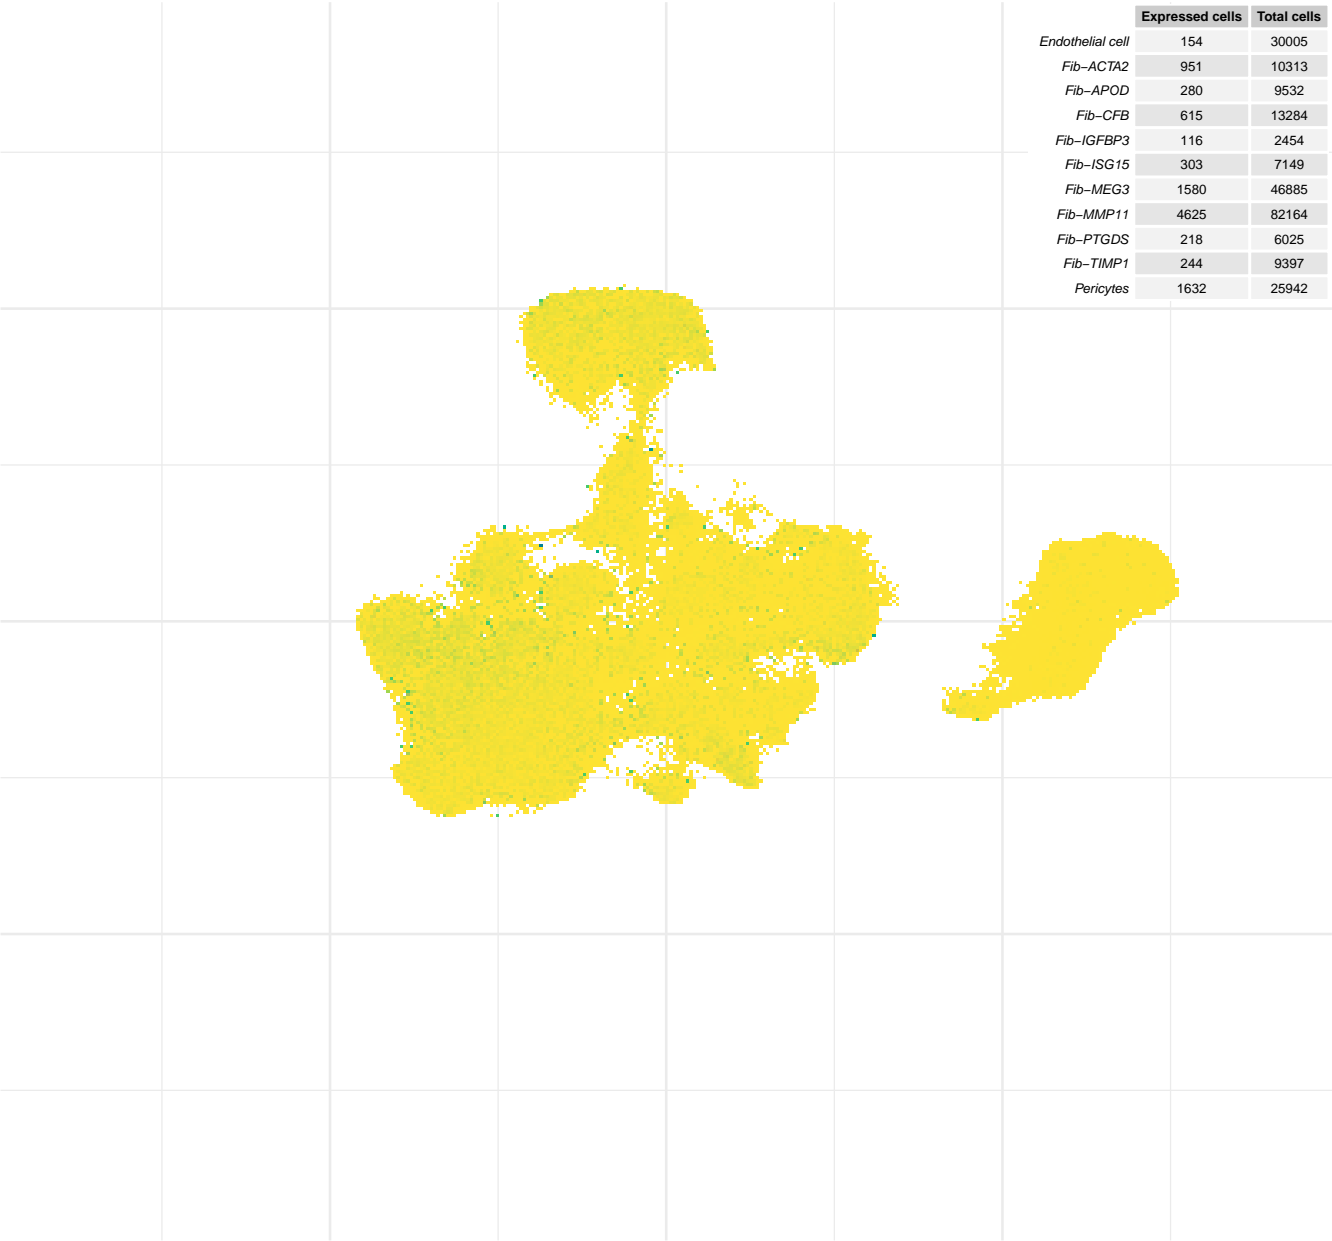 Expressed cells Total cells
Endothelial cell 154 30005
Fib−ACTA2 951 10313
Fib−APOD 280 9532
Fib−CFB 615 13284
Fib−IGFBP3 116 2454
Fib−ISG15 303 7149
Fib−MEG3 1580 46885
Fib−MMP11 4625 82164
Fib−PTGDS 218 6025
Fib−TIMP1 244 9397
Pericytes 1632 25942